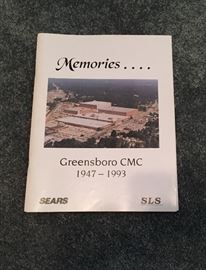 Memories . . . .
Greensboro CMC
1947 – 1993
SEARS SLS